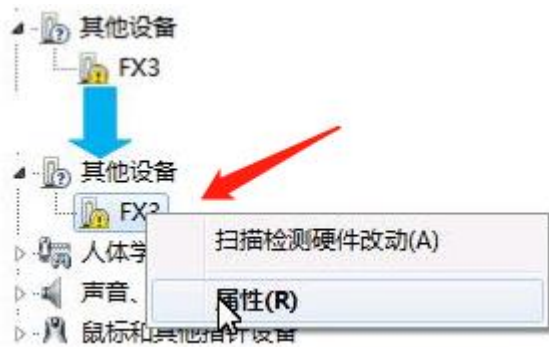 其他设备
FX3
其他设备
FX3
扫描检测硬件改动(A)
人体学
声音、
属性(R)
鼠标和其他指针设备